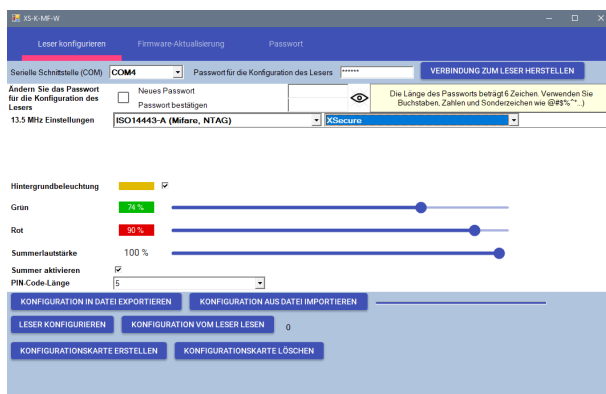 XS-K-MF-W
Leser konfigurieren Firmware-Aktualisierung Passwort
Serielle Schnittstelle (COM) COM4 Passwort für die Konfiguration des Lesers ****** VERBINDUNG ZUM LESER HERSTELLEN
Ändern Sie das Passwort
für die Konfiguration des
Lesers
Neues Passwort
Passwort bestätigen
Die Länge des Passworts beträgt 6 Zeichen. Verwenden Sie
Buchstaben, Zahlen und Sonderzeichen wie @#$%^*...)
13.5 MHz Einstellungen ISO14443-A (Mifare, NTAG) XSecure
Hintergrundbeleuchtung
Grün 74 %
Rot 90 %
Summerlautstärke 100 %
Summer aktivieren
PIN-Code-Länge 5
KONFIGURATION IN DATEI EXPORTIEREN KONFIGURATION AUS DATEI IMPORTIEREN
LESER KONFIGURIEREN KONFIGURATION VOM LESER LESEN 0
KONFIGURATIONSKARTE ERSTELLEN KONFIGURATIONSKARTE LÖSCHEN